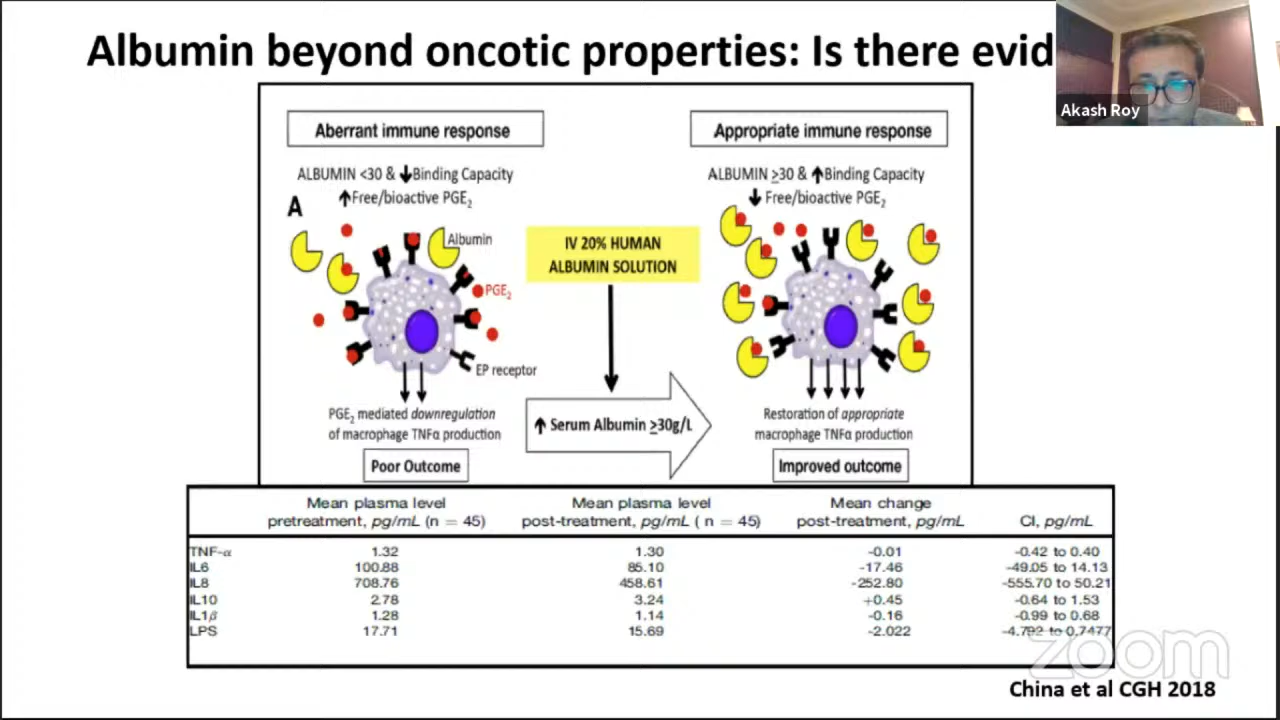 Albumin beyond oncotic properties: Is there evid
Akash Roy
Aberrant immune response
Appropriate immune response
ALBUMIN <30 & ↓Binding Capacity
↑Free/bioactive PGE₂
ALBUMIN ≥30 & ↑Binding Capacity
↓ Free/bioactive PGE₂
A
Albumin
PGE₂
EP receptor
IV 20% HUMAN
ALBUMIN SOLUTION
PGE₂ mediated downregulation
of macrophage TNFα production
↑ Serum Albumin ≥30g/L
Restoration of appropriate
macrophage TNFα production
Poor Outcome
Improved outcome
Mean plasma level Mean plasma level Mean change
pretreatment, pg/mL (n = 45) post-treatment, pg/mL ( n = 45) post-treatment, pg/mL CI, pg/mL
TNF-α 1.32 1.30 -0.01 -0.42 to 0.40
IL6 100.88 85.10 -17.46 -49.05 to 14.13
IL8 708.76 458.61 -252.80 -555.70 to 50.21
IL10 2.78 3.24 +0.45 -0.64 to 1.53
IL1β 1.28 1.14 -0.16 -0.99 to 0.68
LPS 17.71 15.69 -2.022 -4.792 to 0.7477
zoom
China et al CGH 2018